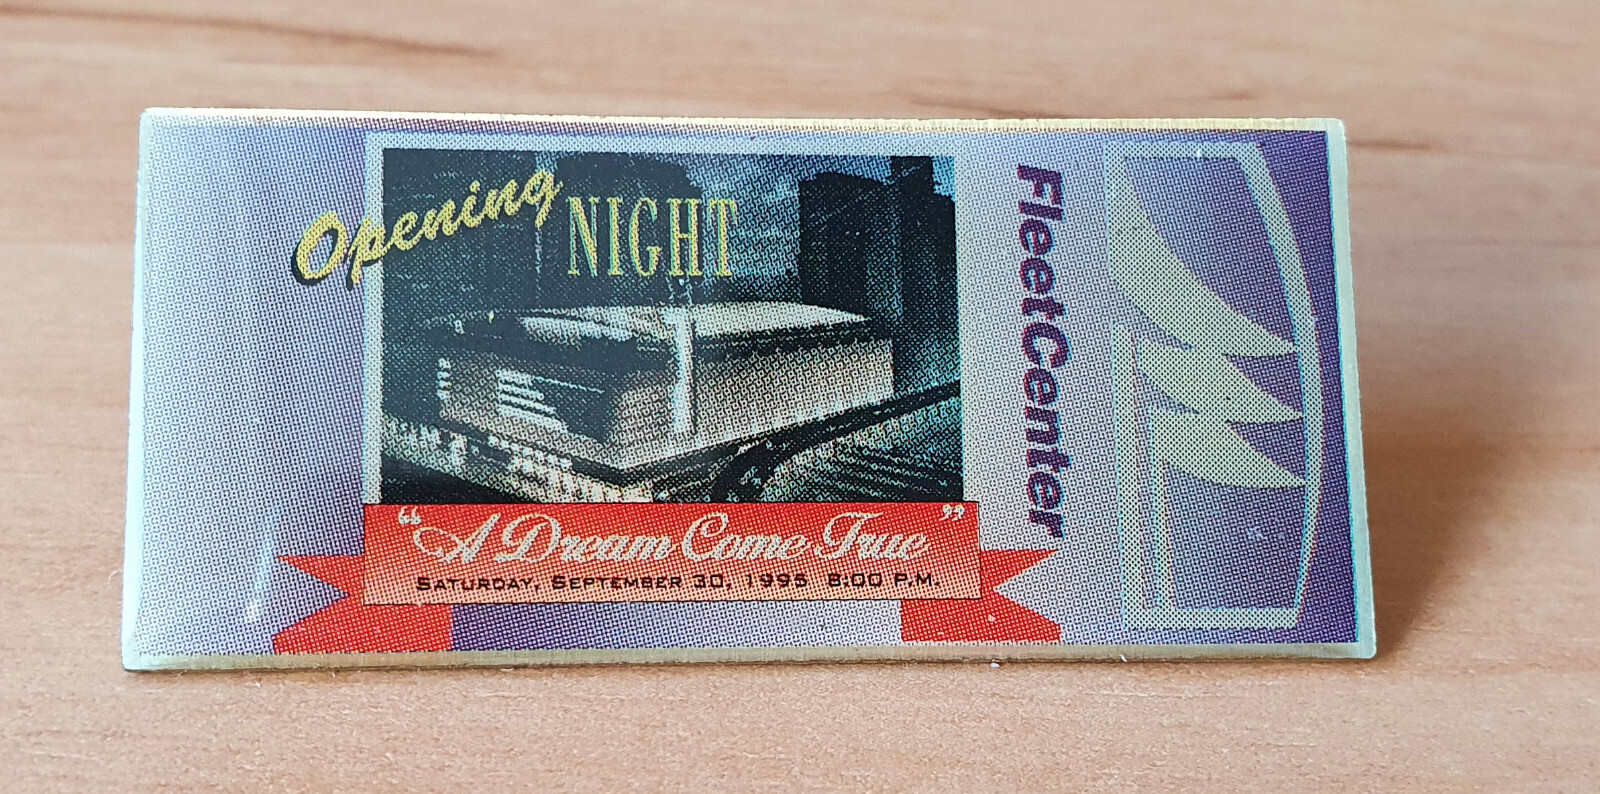 Opening NIGHT
FleetCenter
“A Dream Come True”
SATURDAY, SEPTEMBER 30, 1995 8:00 P.M.